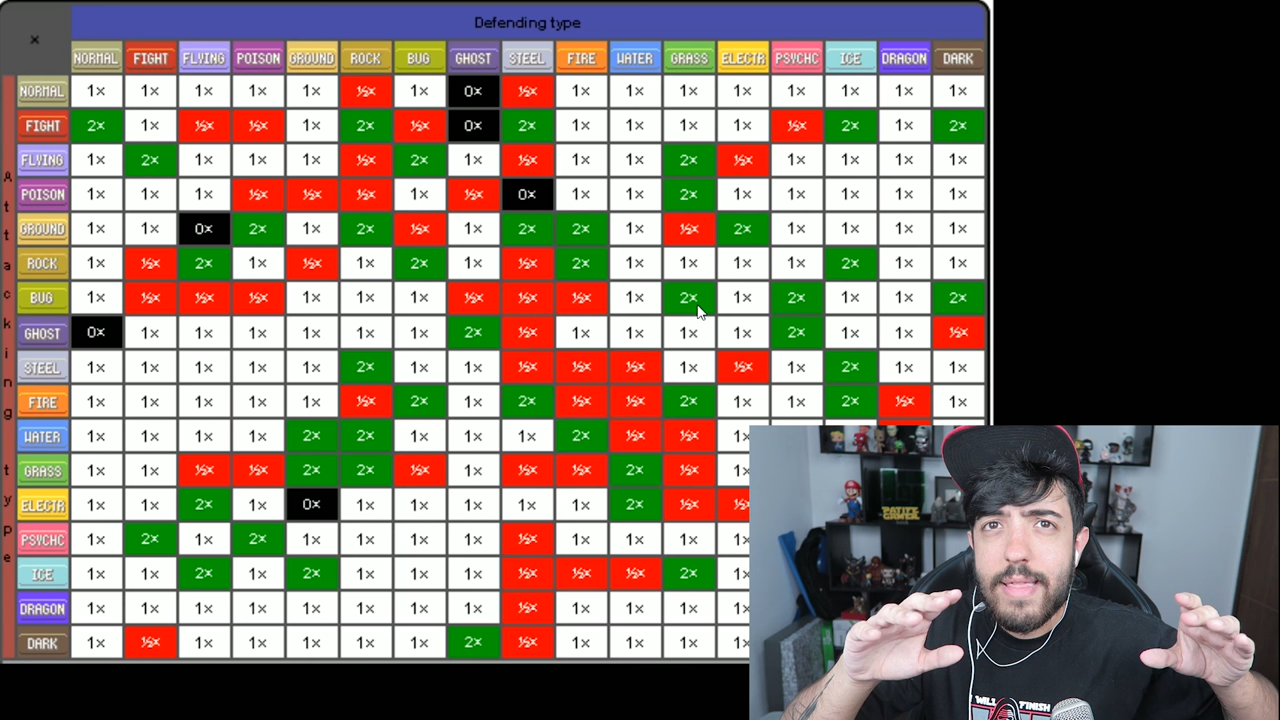 Defending type
× NORMAL FIGHT FLYING POISON GROUND ROCK BUG GHOST STEEL FIRE WATER GRASS ELECTR PSYCHC ICE DRAGON DARK
Attacking type
NORMAL 1× 1× 1× 1× 1× ½× 1× 0× ½× 1× 1× 1× 1× 1× 1× 1× 1×
FIGHT 2× 1× ½× ½× 1× 2× ½× 0× 2× 1× 1× 1× 1× ½× 2× 1× 2×
FLYING 1× 2× 1× 1× 1× ½× 2× 1× ½× 1× 1× 2× ½× 1× 1× 1× 1×
POISON 1× 1× 1× ½× ½× ½× 1× ½× 0× 1× 1× 2× 1× 1× 1× 1× 1×
GROUND 1× 1× 0× 2× 1× 2× ½× 1× 2× 2× 1× ½× 2× 1× 1× 1× 1×
ROCK 1× ½× 2× 1× ½× 1× 2× 1× ½× 2× 1× 1× 1× 1× 2× 1× 1×
BUG 1× ½× ½× ½× 1× 1× 1× ½× ½× ½× 1× 2× 1× 2× 1× 1× 2×
GHOST 0× 1× 1× 1× 1× 1× 1× 2× ½× 1× 1× 1× 1× 2× 1× 1× ½×
STEEL 1× 1× 1× 1× 1× 2× 1× 1× ½× ½× ½× 1× ½× 1× 2× 1× 1×
FIRE 1× 1× 1× 1× 1× ½× 2× 1× 2× ½× ½× 2× 1× 1× 2× ½× 1×
WATER 1× 1× 1× 1× 2× 2× 1× 1× 1× 2× ½× ½× 1×
GRASS 1× 1× ½× ½× 2× 2× ½× 1× ½× ½× 2× ½× 1×
ELECTR 1× 1× 2× 1× 0× 1× 1× 1× 1× 1× 2× ½× ½×
PSYCHC 1× 2× 1× 2× 1× 1× 1× 1× ½× 1× 1× 1× 1×
ICE 1× 1× 2× 1× 2× 1× 1× 1× ½× ½× ½× 2× 1×
DRAGON 1× 1× 1× 1× 1× 1× 1× 1× ½× 1× 1× 1× 1×
DARK 1× ½× 1× 1× 1× 1× 1× 2× ½× 1× 1× 1× 1×
PATIFE
GAMER
WILL
FINISH